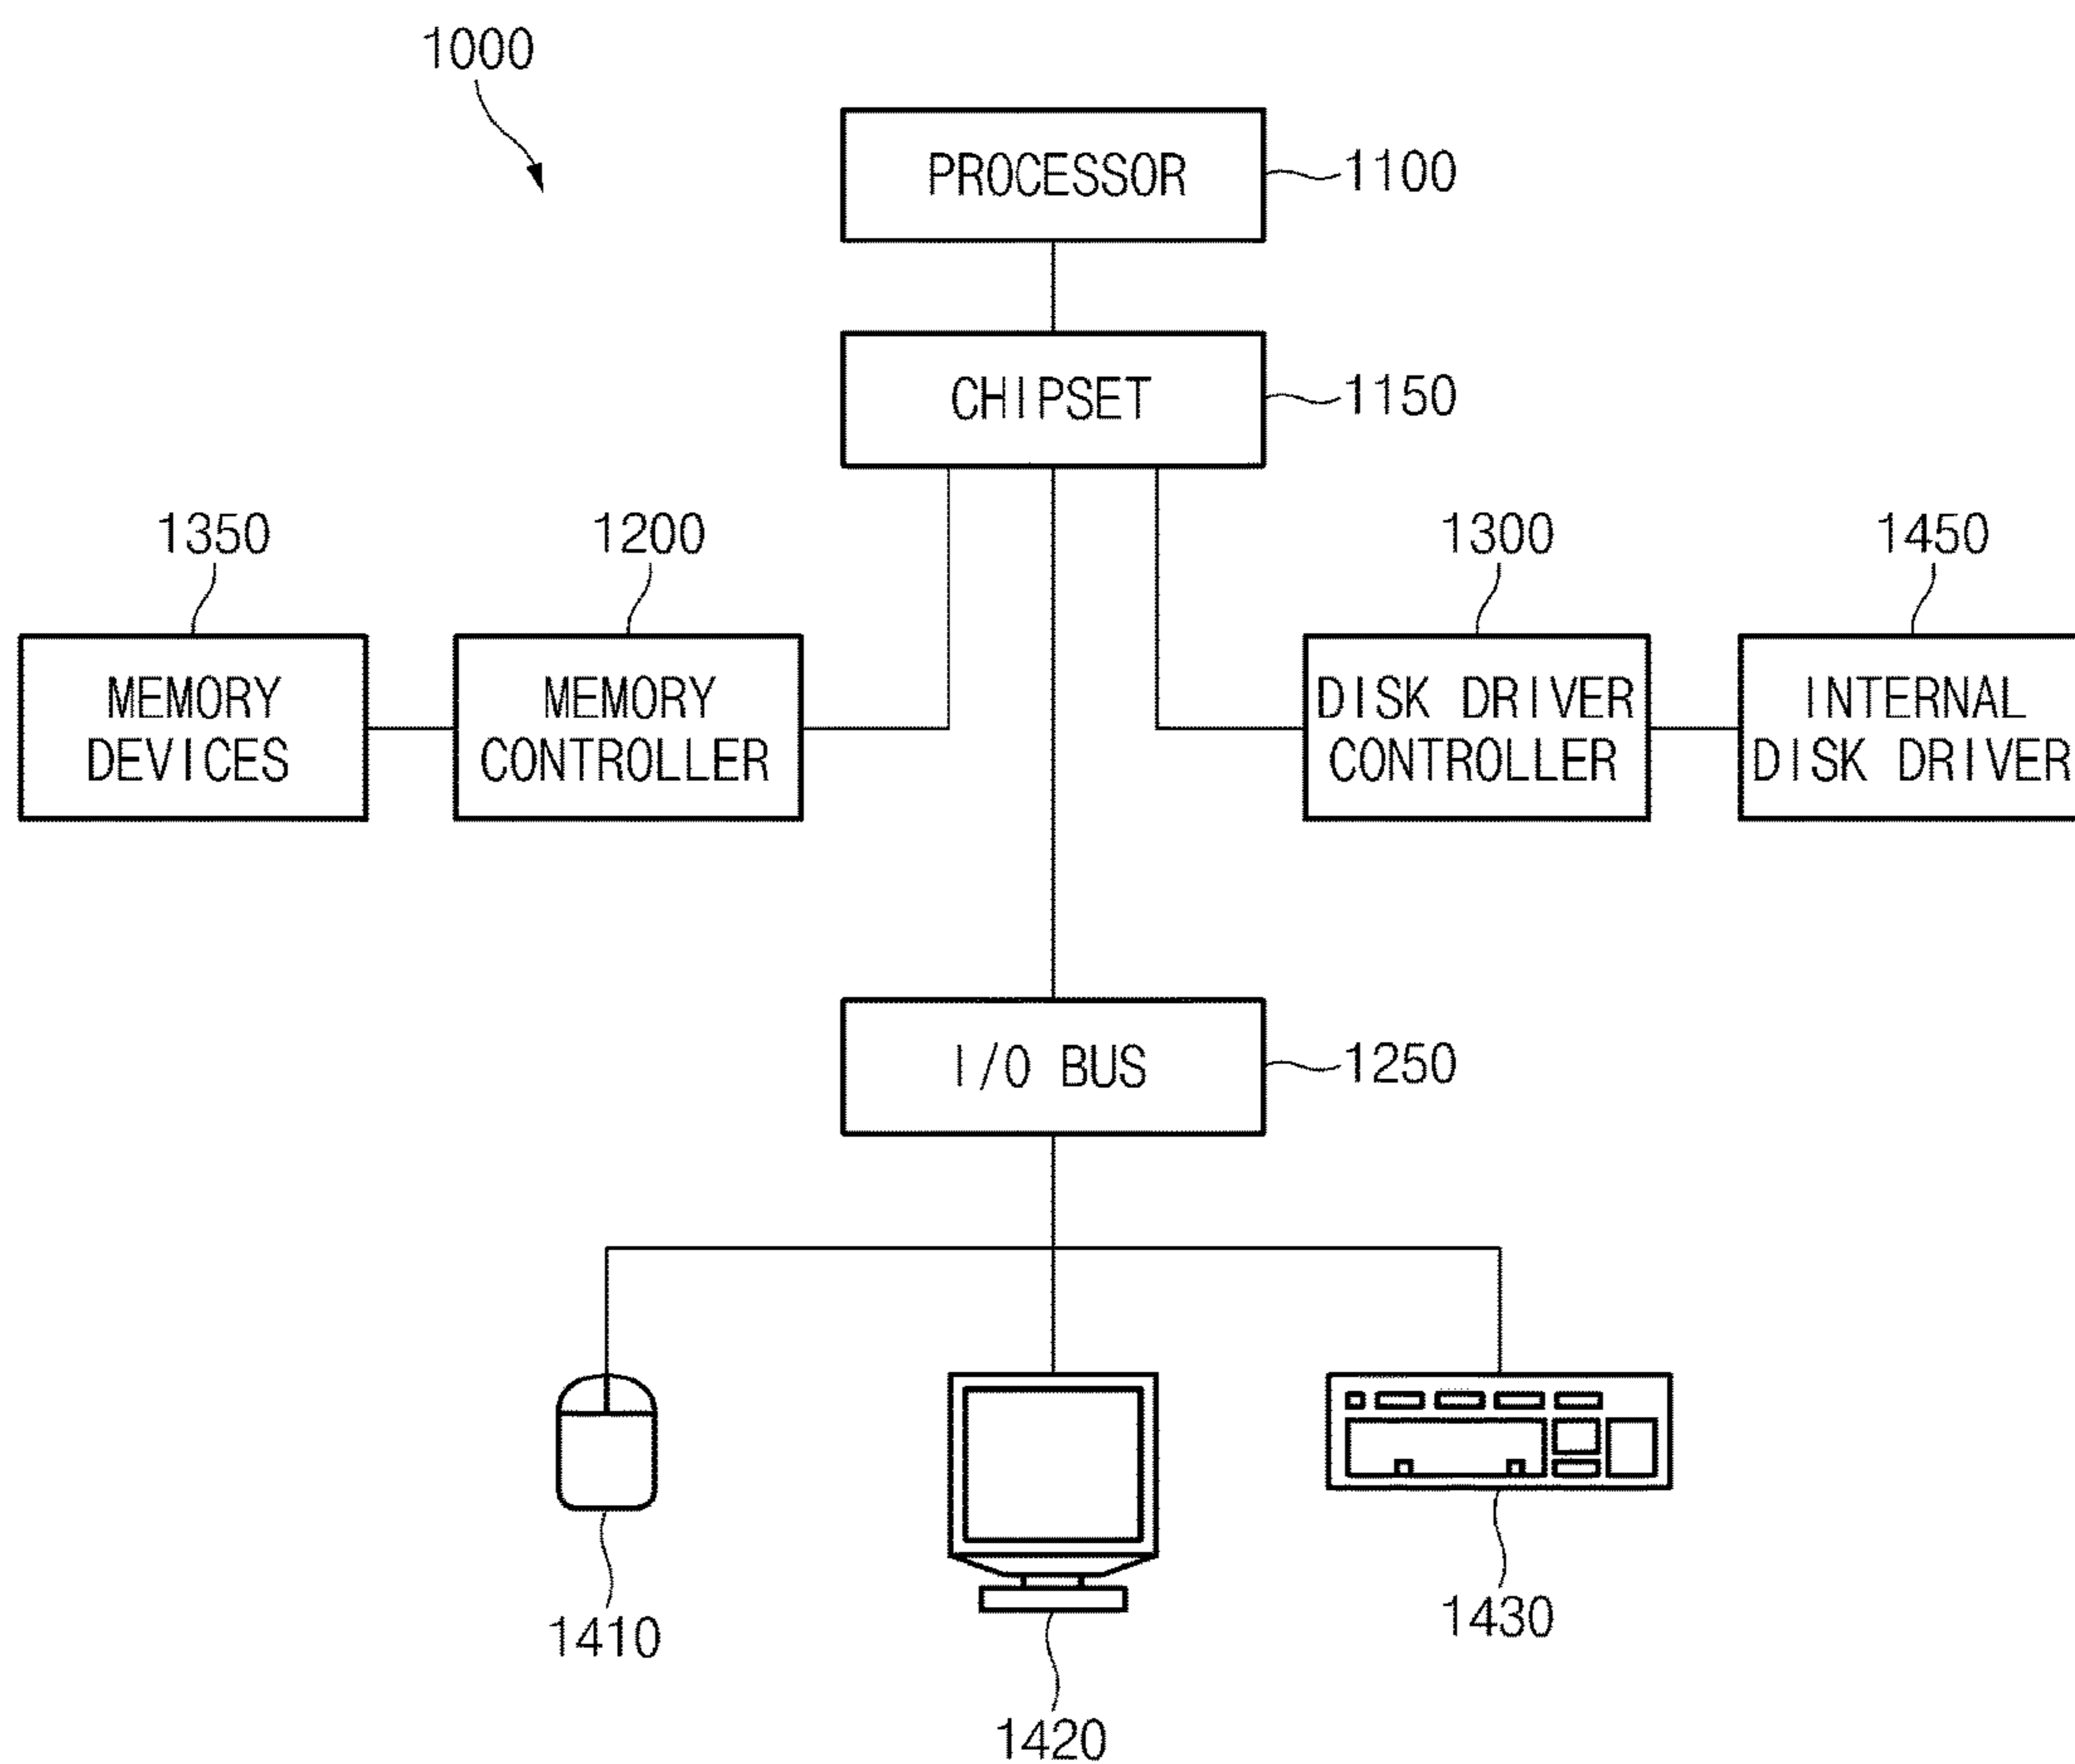 1000
PROCESSOR
1100
CHIPSET
1150
1350
1200
1300
1450
MEMORY
DEVICES
MEMORY
CONTROLLER
DISK DRIVER
CONTROLLER
INTERNAL
DISK DRIVER
I/O BUS
1250
1410
1420
1430